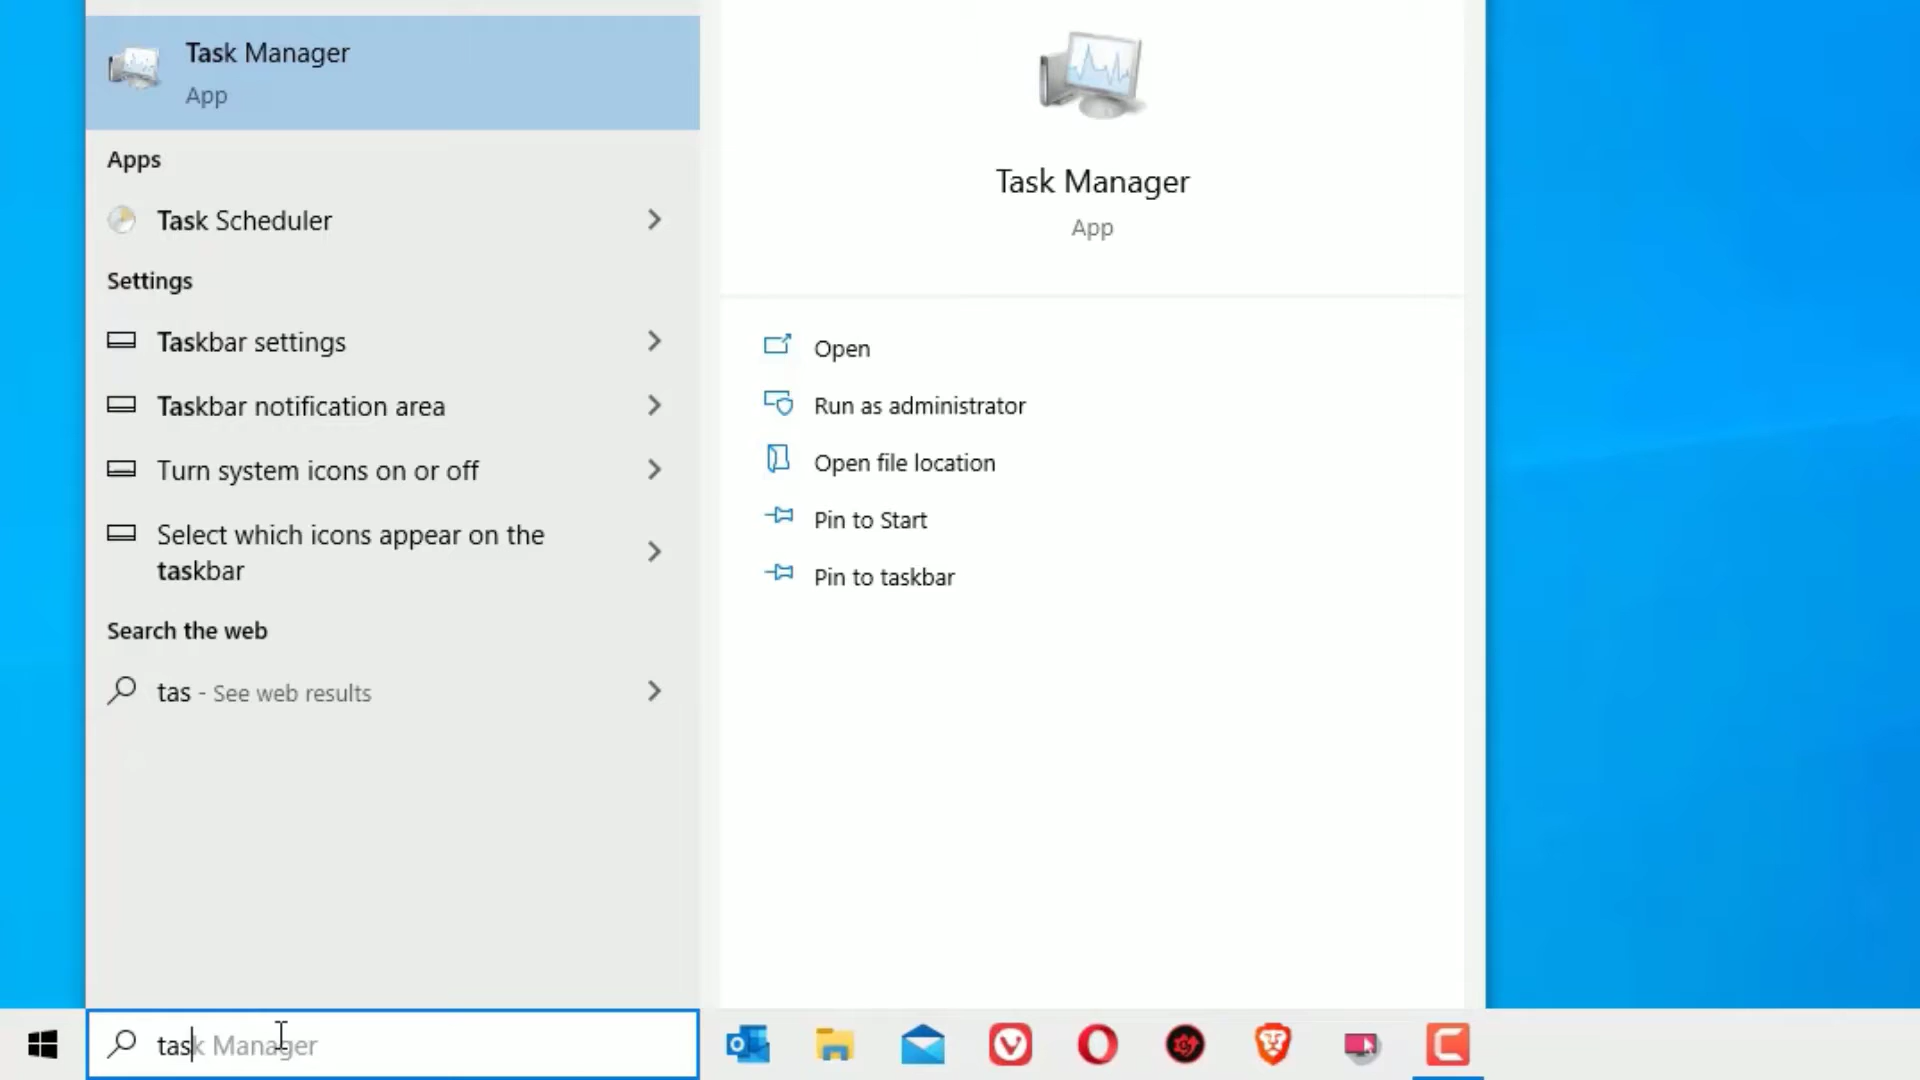 Task Manager
App
Apps
Task Scheduler
Settings
Taskbar settings
Taskbar notification area
Turn system icons on or off
Select which icons appear on the
taskbar
Search the web
tas - See web results
Task Manager
App
Open
Run as administrator
Open file location
Pin to Start
Pin to taskbar
task Manager